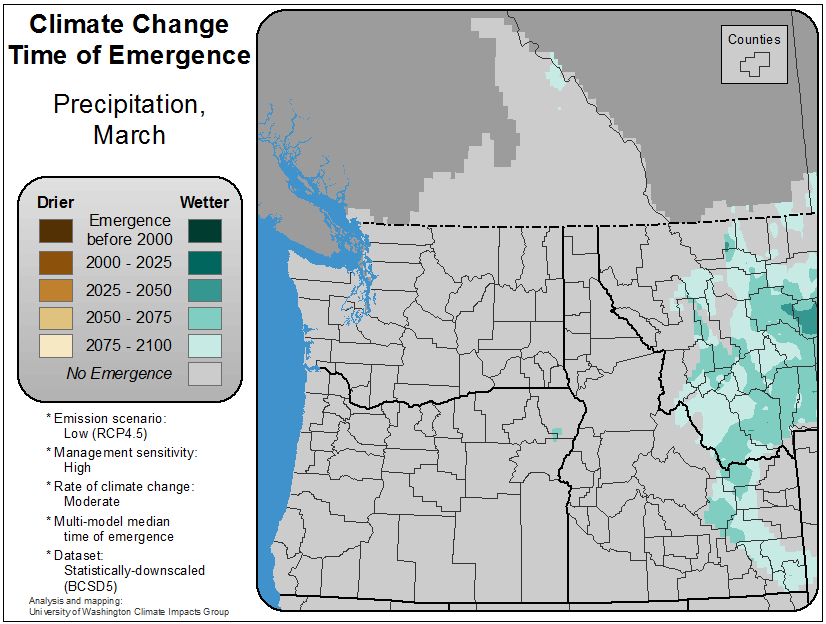 Climate Change
Time of Emergence
Precipitation,
March
Counties
Drier Wetter
Emergence
before 2000
2000 - 2025
2025 - 2050
2050 - 2075
2075 - 2100
No Emergence
* Emission scenario:
Low (RCP4.5)
* Management sensitivity:
High
* Rate of climate change:
Moderate
* Multi-model median
time of emergence
* Dataset:
Statistically-downscaled
(BCSD5)
Analysis and mapping:
University of Washington Climate Impacts Group